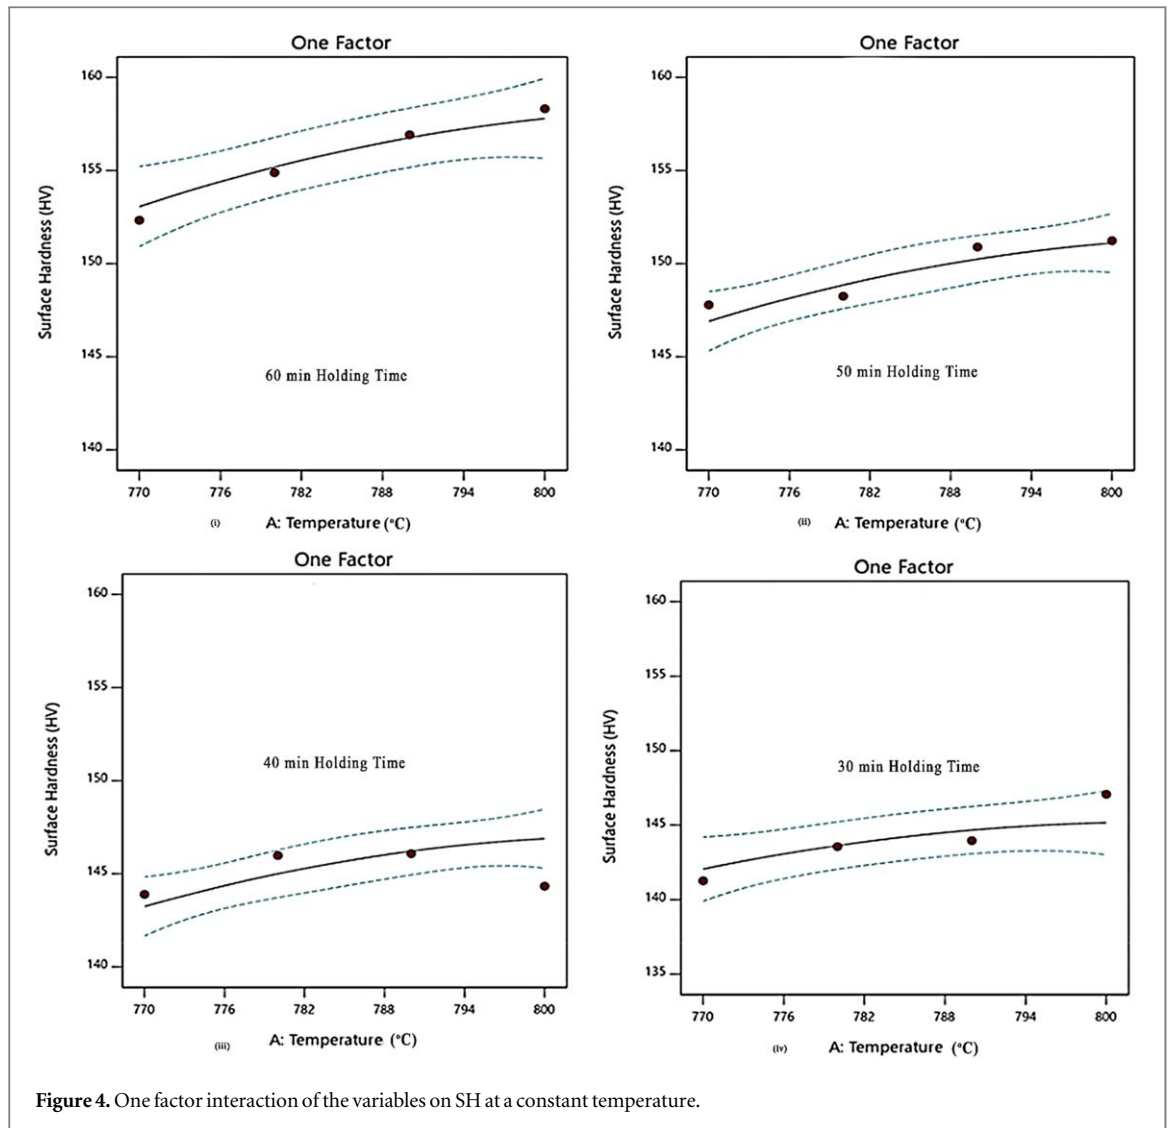 One Factor
160
155
150
145
140
Surface Hardness (HV)
60 min Holding Time
770 776 782 788 794 800
(i) A: Temperature (°C)
One Factor
160
155
150
145
140
Surface Hardness (HV)
50 min Holding Time
770 776 782 788 794 800
(ii) A: Temperature (°C)
One Factor
160
155
150
145
140
Surface Hardness (HV)
40 min Holding Time
770 776 782 788 794 800
(iii) A: Temperature (°C)
One Factor
160
155
150
145
140
135
Surface Hardness (HV)
30 min Holding Time
770 776 782 788 794 800
(iv) A: Temperature (°C)
Figure 4. One factor interaction of the variables on SH at a constant temperature.